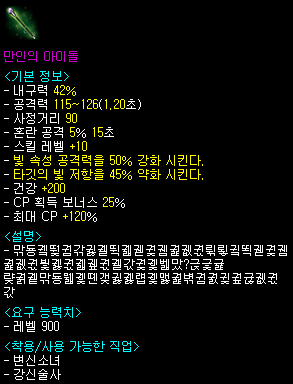 만인의 아이돌
<기본 정보>
- 내구력 42%
- 공격력 115~126(1,20초)
- 사정거리 90
- 혼란 공격 5% 15초
- 스킬 레벨 +10
- 빛 속성 공격력을 50% 강화 시킨다.
- 타깃의 빛 저항을 45% 약화 시킨다.
- 건강 +200
- CP 획득 보너스 25%
- 최대 CP +120%
<설명>
<요구 능력치>
- 레벨 900
<착용/사용 가능한 직업>
- 변신소녀
- 강신술사